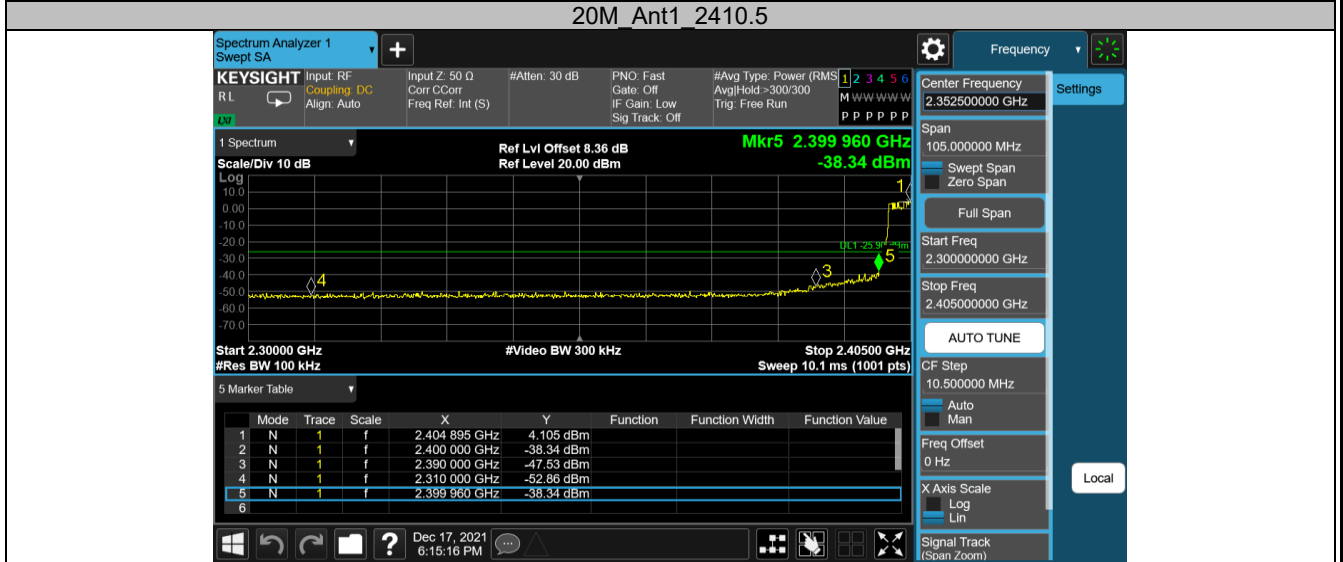 20M_Ant1_2410.5
Spectrum Analyzer 1
Swept SA
Frequency
KEYSIGHT
RL
LXI
Input: RF
Coupling: DC
Align: Auto
Input Z: 50 Ω
Corr CCorr
Freq Ref: Int (S)
#Atten: 30 dB
PNO: Fast
Gate: Off
IF Gain: Low
Sig Track: Off
#Avg Type: Power (RMS
Avg|Hold:>300/300
Trig: Free Run
1 2 3 4 5 6
M W W W W W
P P P P P P
1 Spectrum
Scale/Div 10 dB
Ref Lvl Offset 8.36 dB
Ref Level 20.00 dBm
Mkr5 2.399 960 GHz
-38.34 dBm
Log
10.0
0.00
-10.0
-20.0
-30.0
-40.0
-50.0
-60.0
-70.0
1
3
4
5
Start 2.30000 GHz
#Video BW 300 kHz
Stop 2.40500 GHz
#Res BW 100 kHz
Sweep 10.1 ms (1001 pts)
5 Marker Table
Mode Trace Scale X Y Function Function Width Function Value
1 N 1 f 2.404 895 GHz 4.105 dBm
2 N 1 f 2.400 000 GHz -38.34 dBm
3 N 1 f 2.390 000 GHz -47.53 dBm
4 N 1 f 2.310 000 GHz -52.86 dBm
5 N 1 f 2.399 960 GHz -38.34 dBm
6
Dec 17, 2021
6:15:16 PM
Center Frequency
2.352500000 GHz
Settings
Span
105.000000 MHz
Swept Span
Zero Span
Full Span
Start Freq
2.300000000 GHz
Stop Freq
2.405000000 GHz
AUTO TUNE
CF Step
10.500000 MHz
Auto
Man
Freq Offset
0 Hz
X Axis Scale
Log
Lin
Local
Signal Track
(Span Zoom)